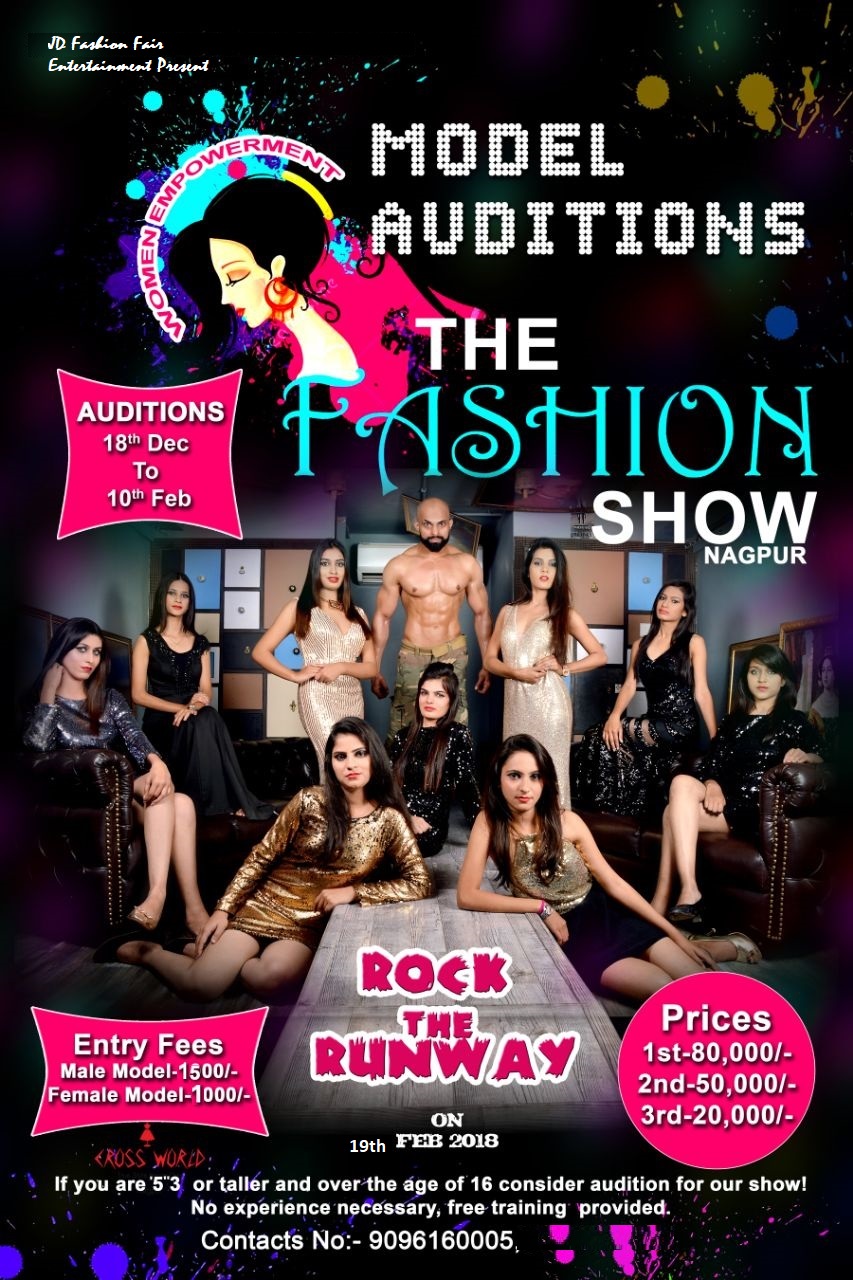 JD Fashion Fair
Entertainment Present
WOMEN EMPOWERMENT
MODEL
AUDITIONS
THE
FASHION
SHOW
NAGPUR
AUDITIONS
18th Dec
To
10th Feb
ROCK
THE
RUNWAY
ON
19th FEB 2018
Entry Fees
Male Model-1500/-
Female Model-1000/-
Prices
1st-80,000/-
2nd-50,000/-
3rd-20,000/-
CROSS WORLD
If you are 5"3 or taller and over the age of 16 consider audition for our show!
No experience necessary, free training provided.
Contacts No:- 9096160005,